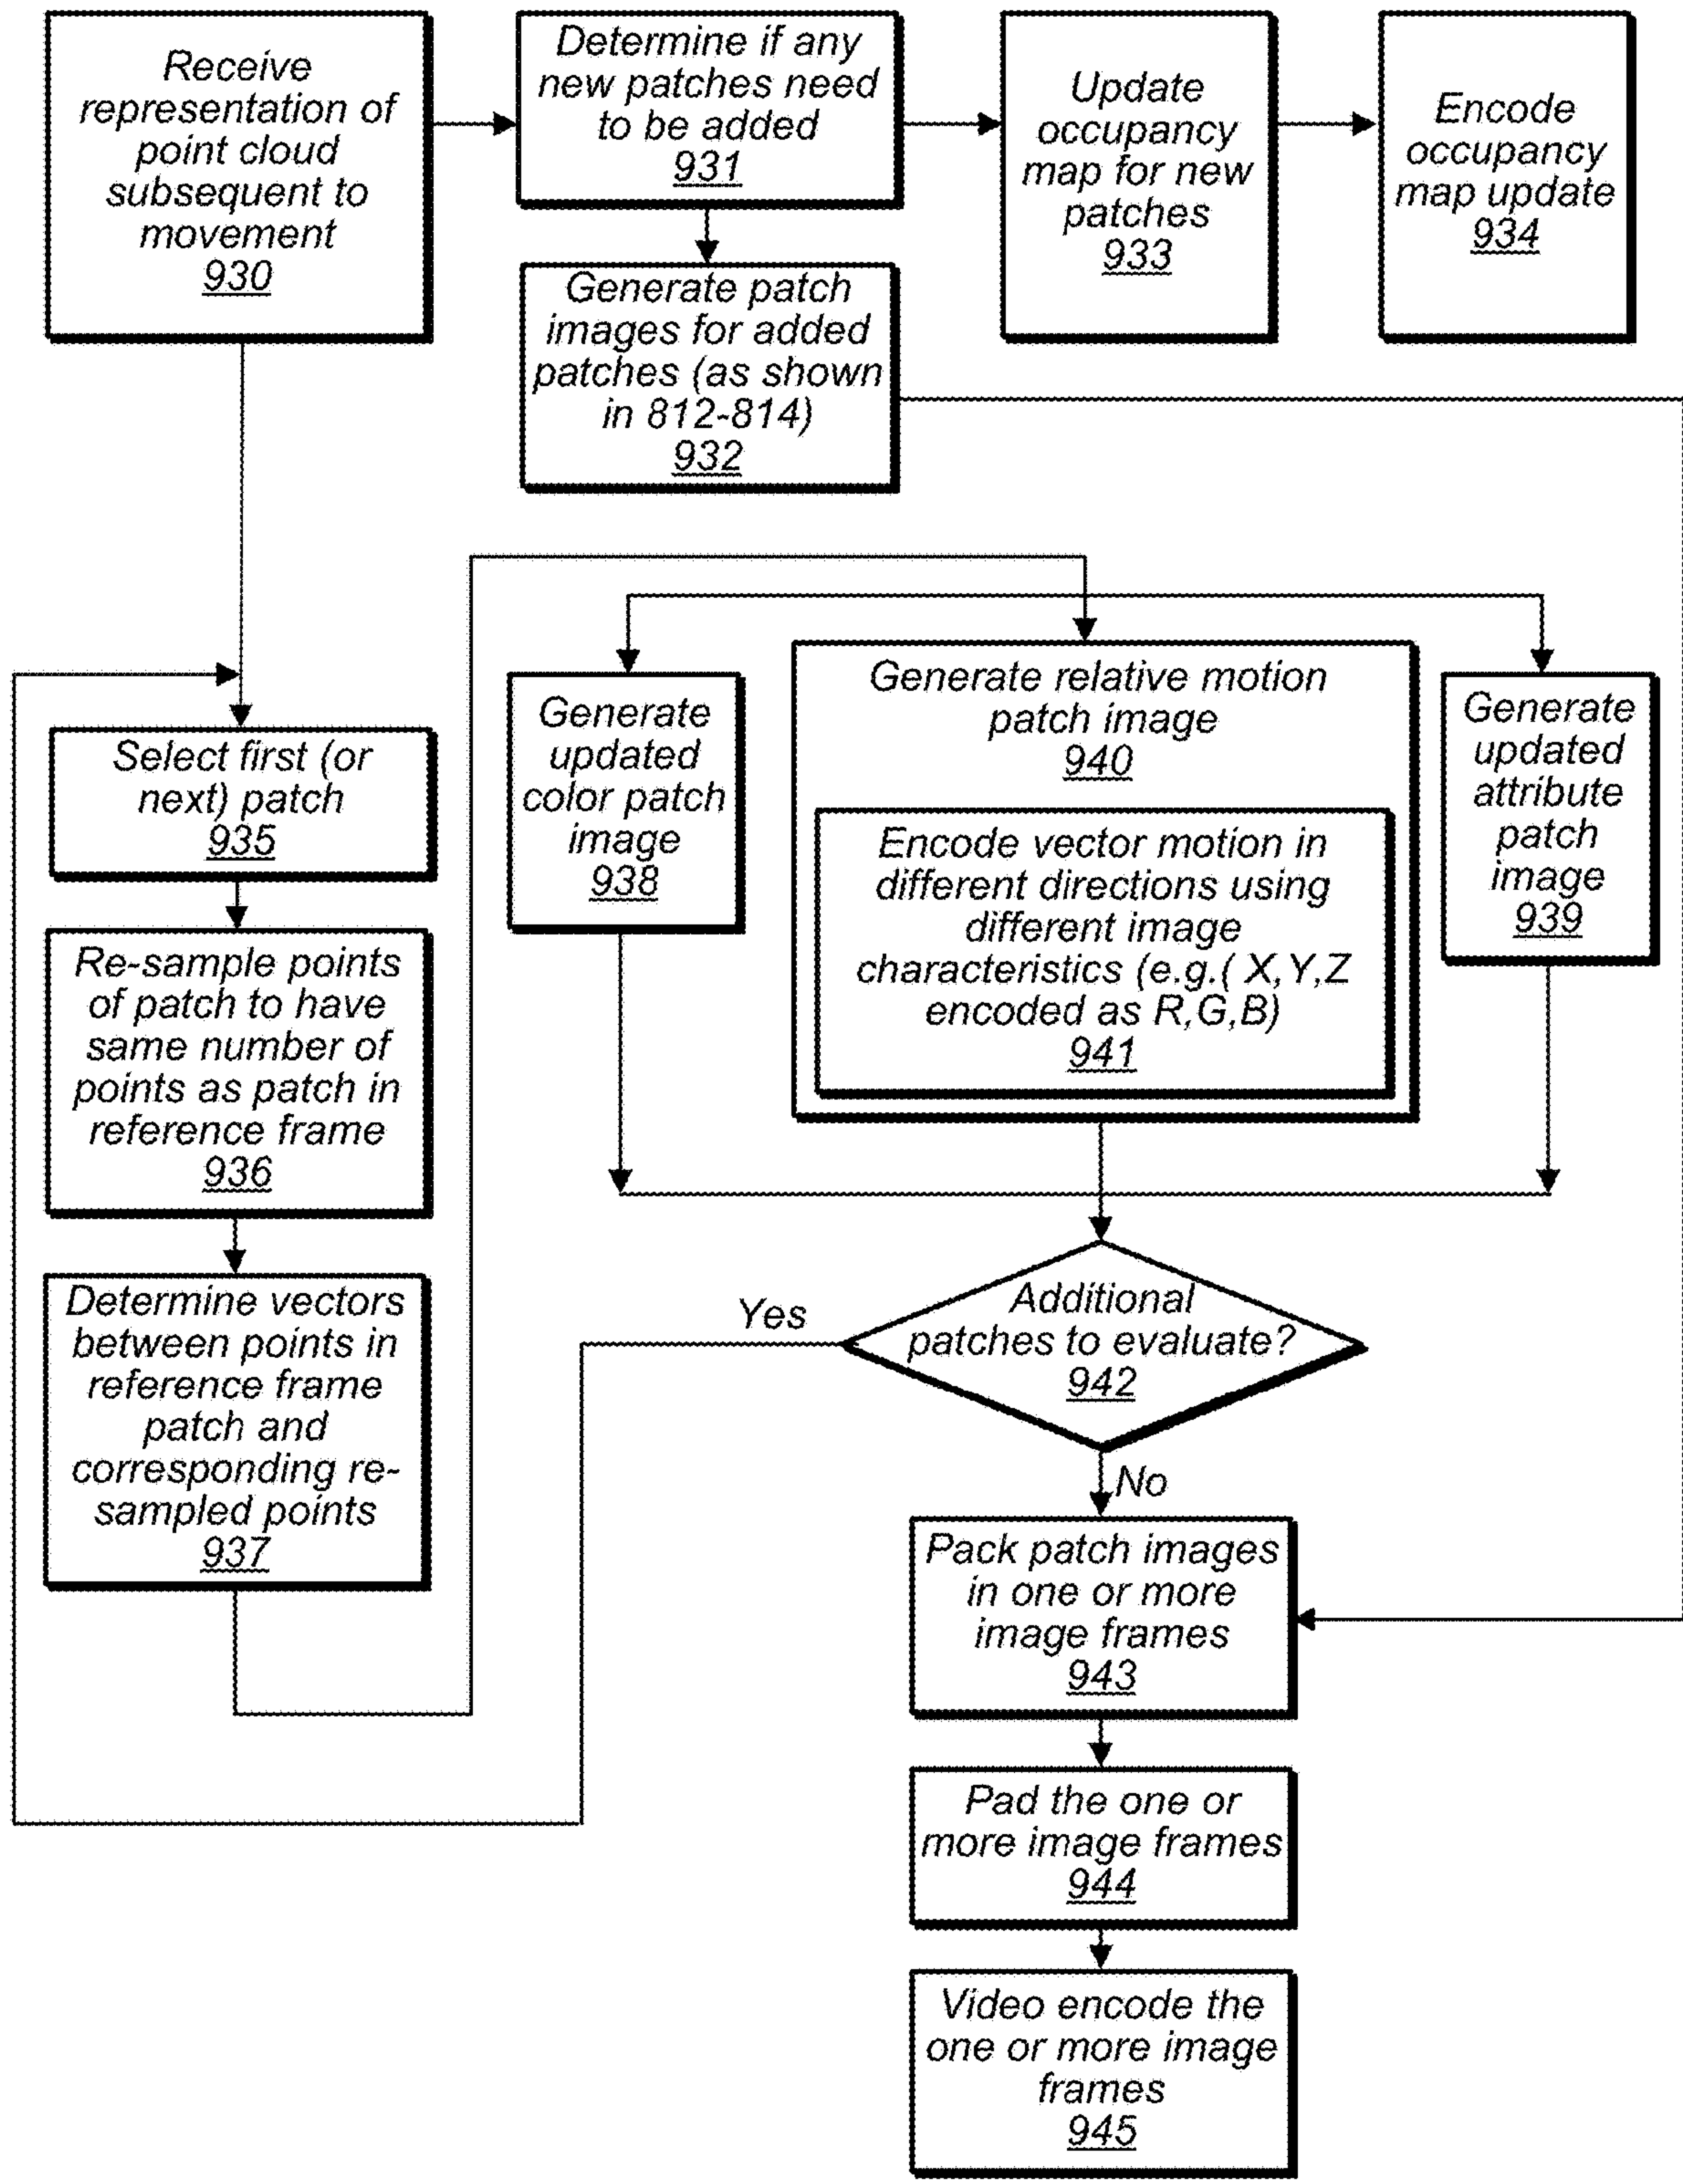 Receive
representation of
point cloud
subsequent to
movement
930
Determine if any
new patches need
to be added
931
Update
occupancy
map for new
patches
933
Encode
occupancy
map update
934
Generate patch
images for added
patches (as shown
in 812-814)
932
Select first (or
next) patch
935
Re-sample points
of patch to have
same number of
points as patch in
reference frame
936
Determine vectors
between points in
reference frame
patch and
corresponding re-
sampled points
937
Generate
updated
color patch
image
938
Generate relative motion
patch image
940
Encode vector motion in
different directions using
different image
characteristics (e.g.( X,Y,Z
encoded as R,G,B)
941
Generate
updated
attribute
patch
image
939
Additional
patches to evaluate?
942
Yes
No
Pack patch images
in one or more
image frames
943
Pad the one or
more image frames
944
Video encode the
one or more image
frames
945